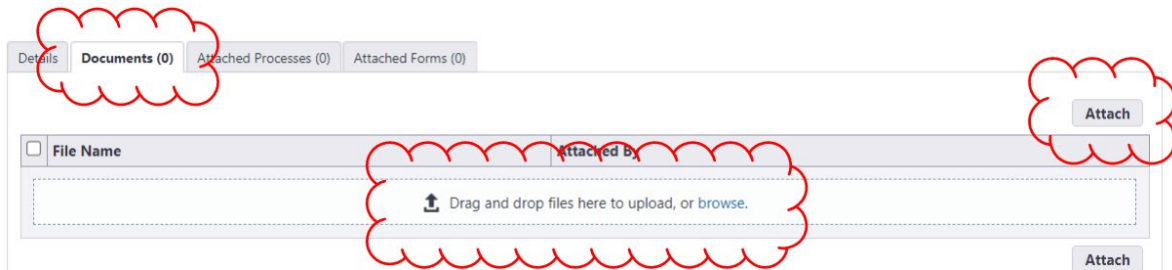 Details Documents (0) Attached Processes (0) Attached Forms (0)
Attach
File Name Attached By
Drag and drop files here to upload, or browse.
Attach